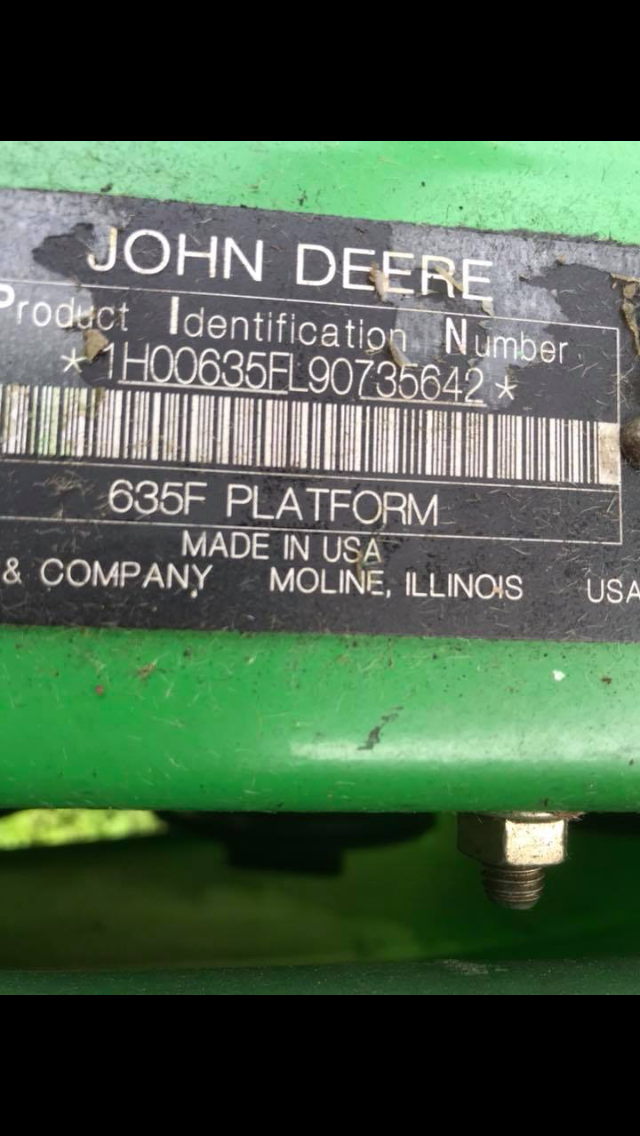 JOHN DEERE
Product Identification Number
*1H00635FL90735642*
635F PLATFORM
MADE IN USA
& COMPANY MOLINE, ILLINOIS USA